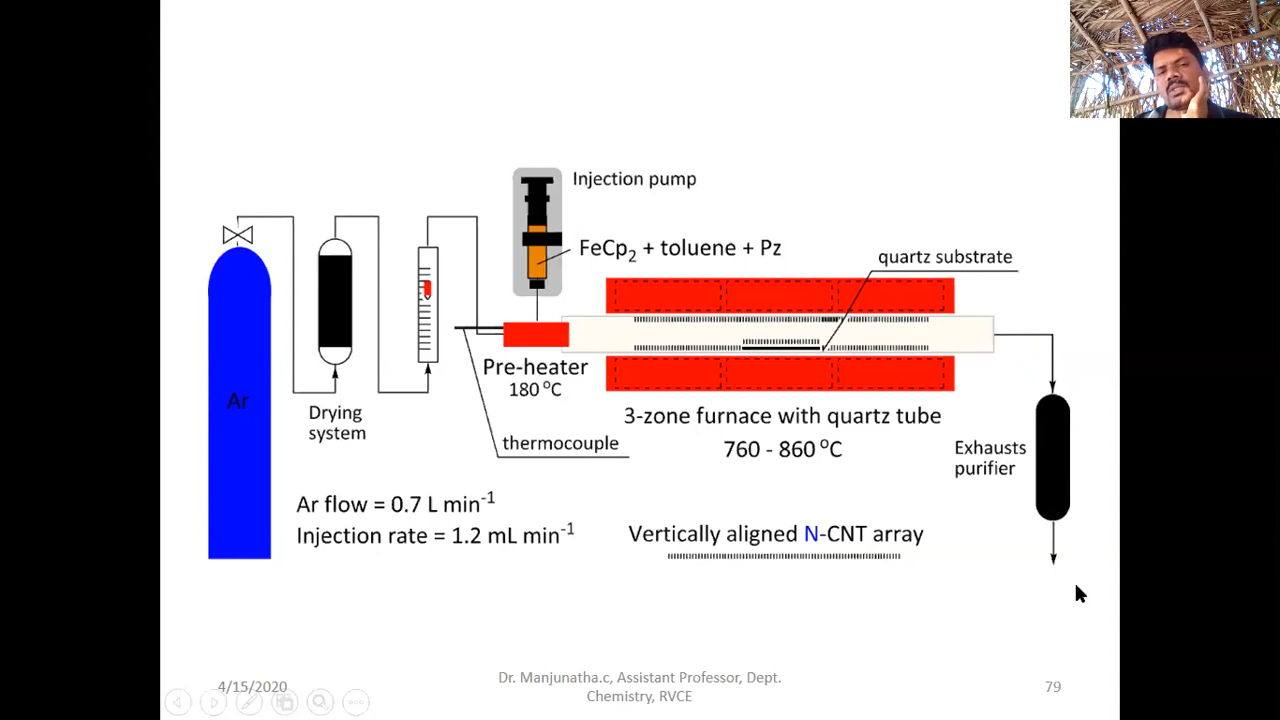 Injection pump
FeCp₂ + toluene + Pz
quartz substrate
Pre-heater
180 ⁰C
Ar
Drying
system
3-zone furnace with quartz tube
760 - 860 ⁰C
thermocouple
Exhausts
purifier
Ar flow = 0.7 L min⁻¹
Injection rate = 1.2 mL min⁻¹
Vertically aligned N-CNT array
4/15/2020
Dr. Manjunatha.c, Assistant Professor, Dept.
Chemistry, RVCE
79